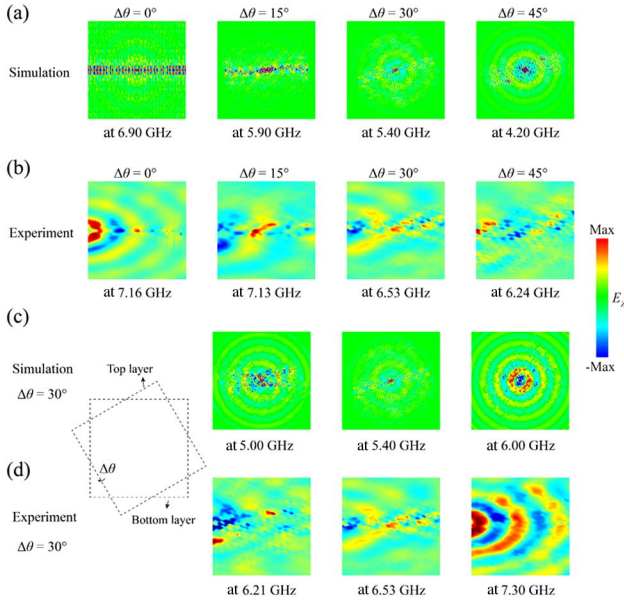 (a)
Δθ = 0° Δθ = 15° Δθ = 30° Δθ = 45°
Simulation
at 6.90 GHz at 5.90 GHz at 5.40 GHz at 4.20 GHz
(b)
Δθ = 0° Δθ = 15° Δθ = 30° Δθ = 45°
Experiment
at 7.16 GHz at 7.13 GHz at 6.53 GHz at 6.24 GHz
Max
E_z
-Max
(c)
Simulation
Δθ = 30°
Top layer
Δθ
Bottom layer
at 5.00 GHz at 5.40 GHz at 6.00 GHz
(d)
Experiment
Δθ = 30°
at 6.21 GHz at 6.53 GHz at 7.30 GHz